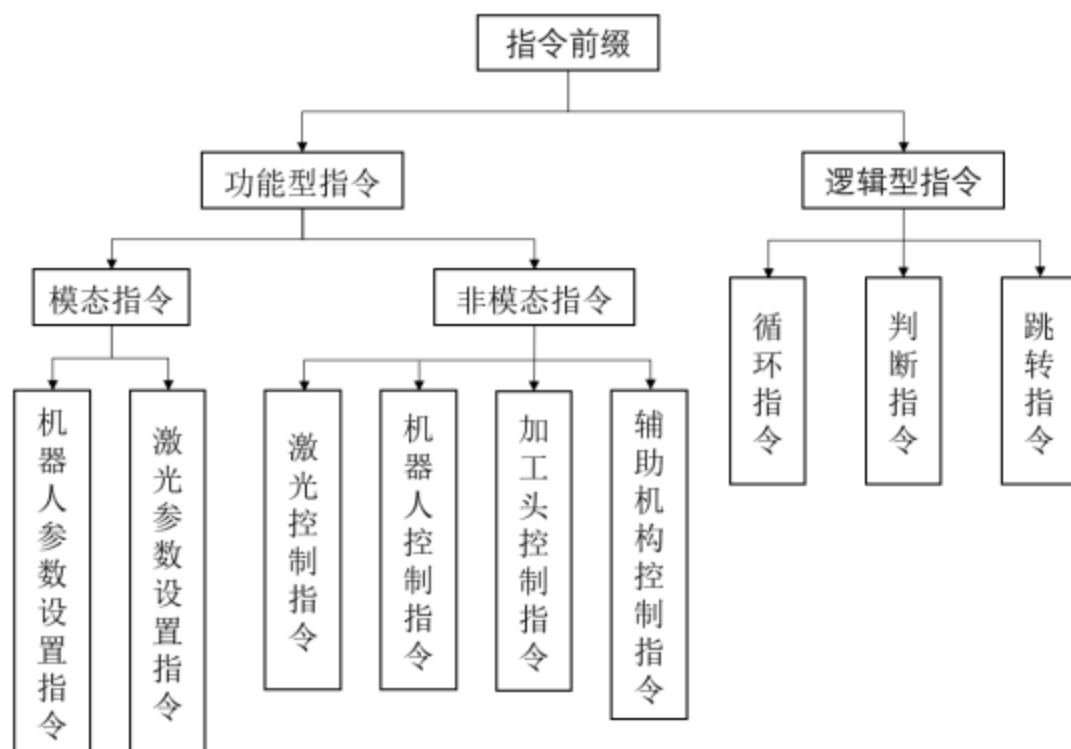 指令前缀
功能型指令
逻辑型指令
模态指令
非模态指令
循环指令
判断指令
跳转指令
机器人参数设置指令
激光参数设置指令
激光控制指令
机器人控制指令
加工头控制指令
辅助机构控制指令